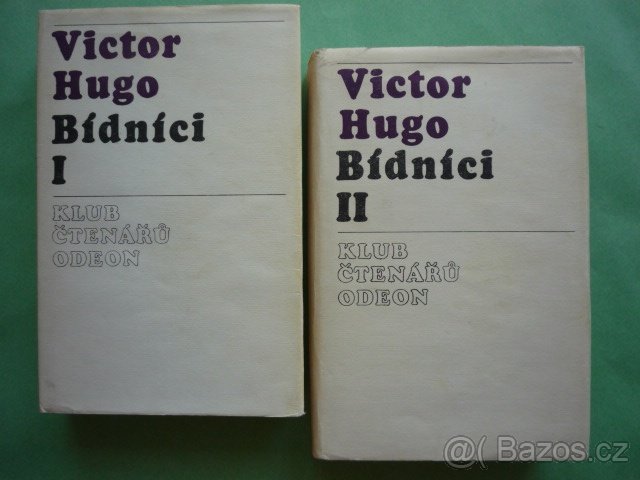 Victor
Hugo
Bídníci
I
KLUB
ČTENÁŘŮ
ODEON
Victor
Hugo
Bídníci
II
KLUB
ČTENÁŘŮ
ODEON
@( Bazos.cz